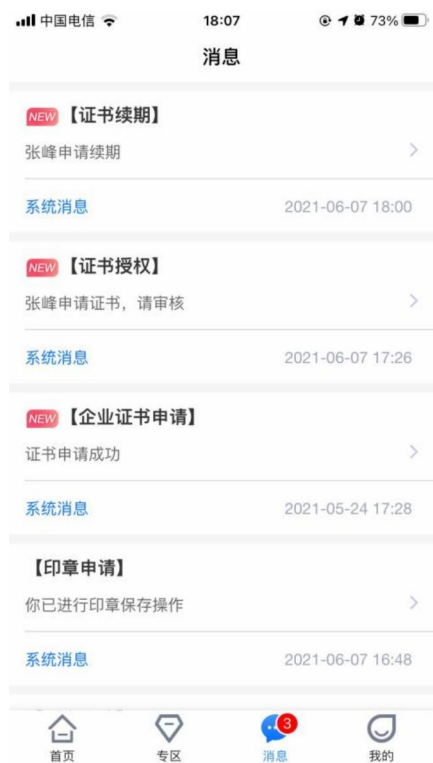 中国电信 18:07 73%
消息
NEW 【证书续期】
张峰申请续期
系统消息 2021-06-07 18:00
NEW 【证书授权】
张峰申请证书，请审核
系统消息 2021-06-07 17:26
NEW 【企业证书申请】
证书申请成功
系统消息 2021-05-24 17:28
【印章申请】
你已进行印章保存操作
系统消息 2021-06-07 16:48
3
首页 专区 消息 我的